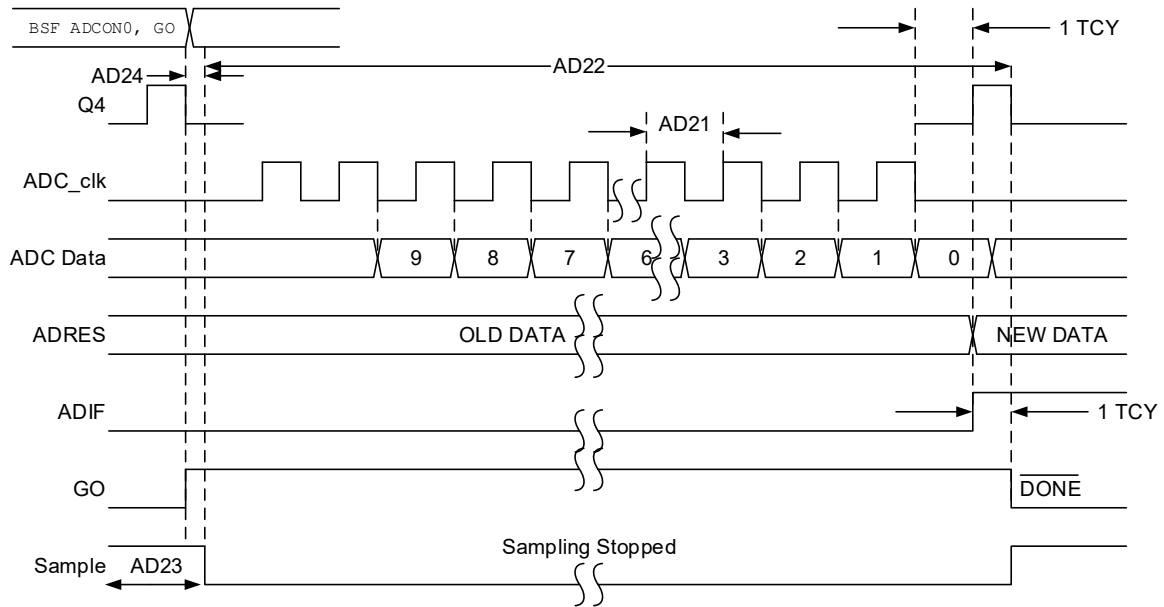 BSF ADCON0, GO
1 TCY
AD24
AD22
Q4
AD21
ADC_clk
ADC Data
9
8
7
6
3
2
1
0
ADRES
OLD DATA
NEW DATA
ADIF
1 TCY
GO
DONE
Sampling Stopped
Sample
AD23